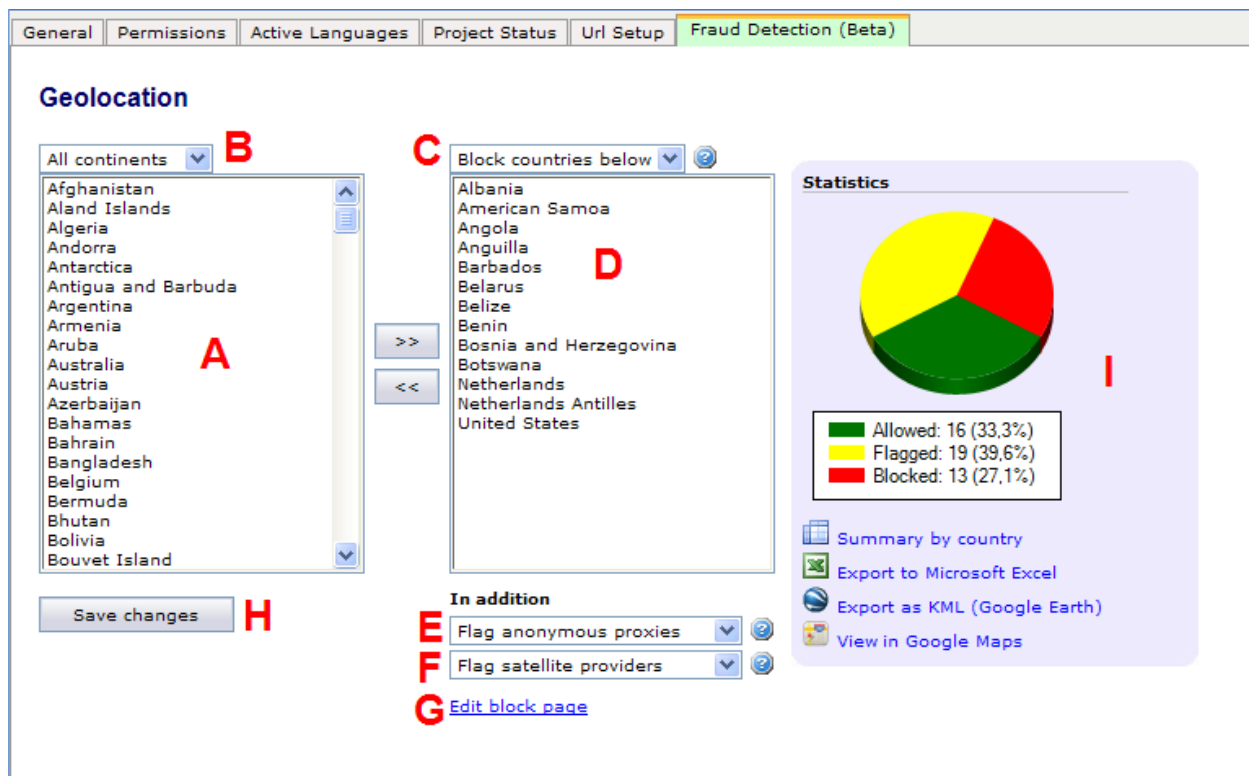 General Permissions Active Languages Project Status Url Setup Fraud Detection (Beta)
Geolocation
All continents B
Afghanistan
Aland Islands
Algeria
Andorra
Antarctica
Antigua and Barbuda
Argentina
Armenia
Aruba
Australia
Austria
Azerbaijan
Bahamas
Bahrain
Bangladesh
Belgium
Bermuda
Bhutan
Bolivia
Bouvet Island
A
Save changes H
>>
<<
C Block countries below ?
Albania
American Samoa
Angola
Anguilla
Barbados
Belarus
Belize
Benin
Bosnia and Herzegovina
Botswana
Netherlands
Netherlands Antilles
United States
D
In addition
E Flag anonymous proxies ?
F Flag satellite providers ?
G Edit block page
Statistics
I
Allowed: 16 (33,3%)
Flagged: 19 (39,6%)
Blocked: 13 (27,1%)
Summary by country
Export to Microsoft Excel
Export as KML (Google Earth)
View in Google Maps